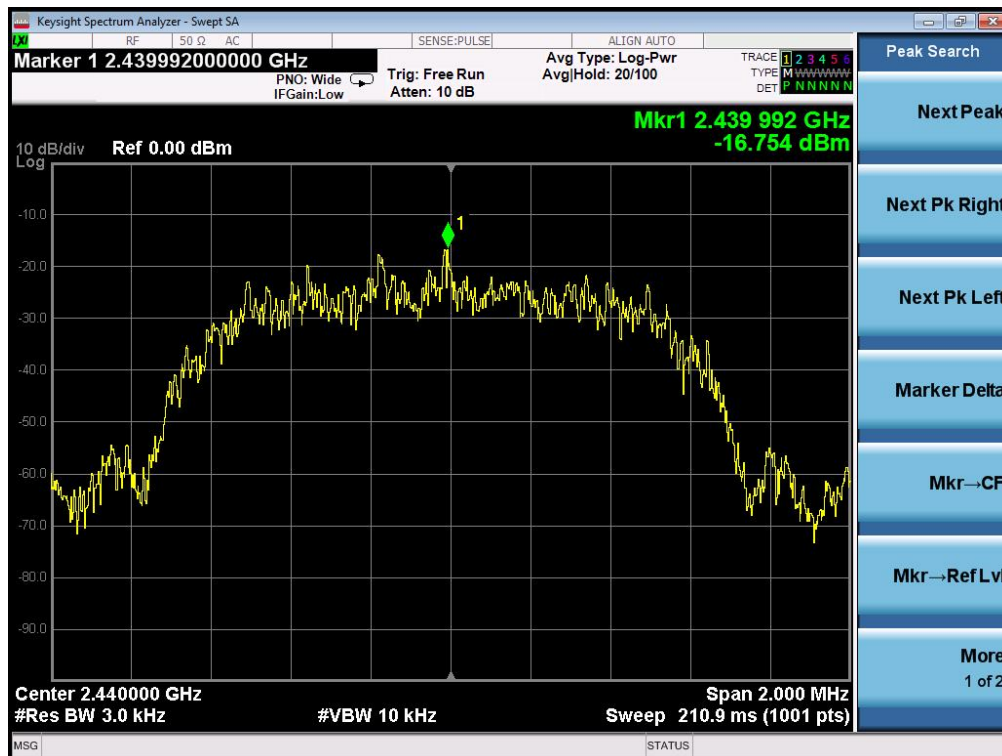 Keysight Spectrum Analyzer - Swept SA
LXI RF 50 Ω AC SENSE:PULSE ALIGN AUTO
Marker 1 2.439992000000 GHz
PNO: Wide
IFGain:Low
Trig: Free Run
Atten: 10 dB
Avg Type: Log-Pwr
Avg|Hold: 20/100
TRACE 1 2 3 4 5 6
TYPE M WWWWW
DET P N N N N N
Mkr1 2.439 992 GHz
-16.754 dBm
10 dB/div Ref 0.00 dBm
Log
1
-10.0
-20.0
-30.0
-40.0
-50.0
-60.0
-70.0
-80.0
-90.0
Center 2.440000 GHz Span 2.000 MHz
#Res BW 3.0 kHz #VBW 10 kHz Sweep 210.9 ms (1001 pts)
MSG STATUS
Peak Search
Next Peak
Next Pk Right
Next Pk Left
Marker Delta
Mkr→CF
Mkr→Ref Lvl
More
1 of 2